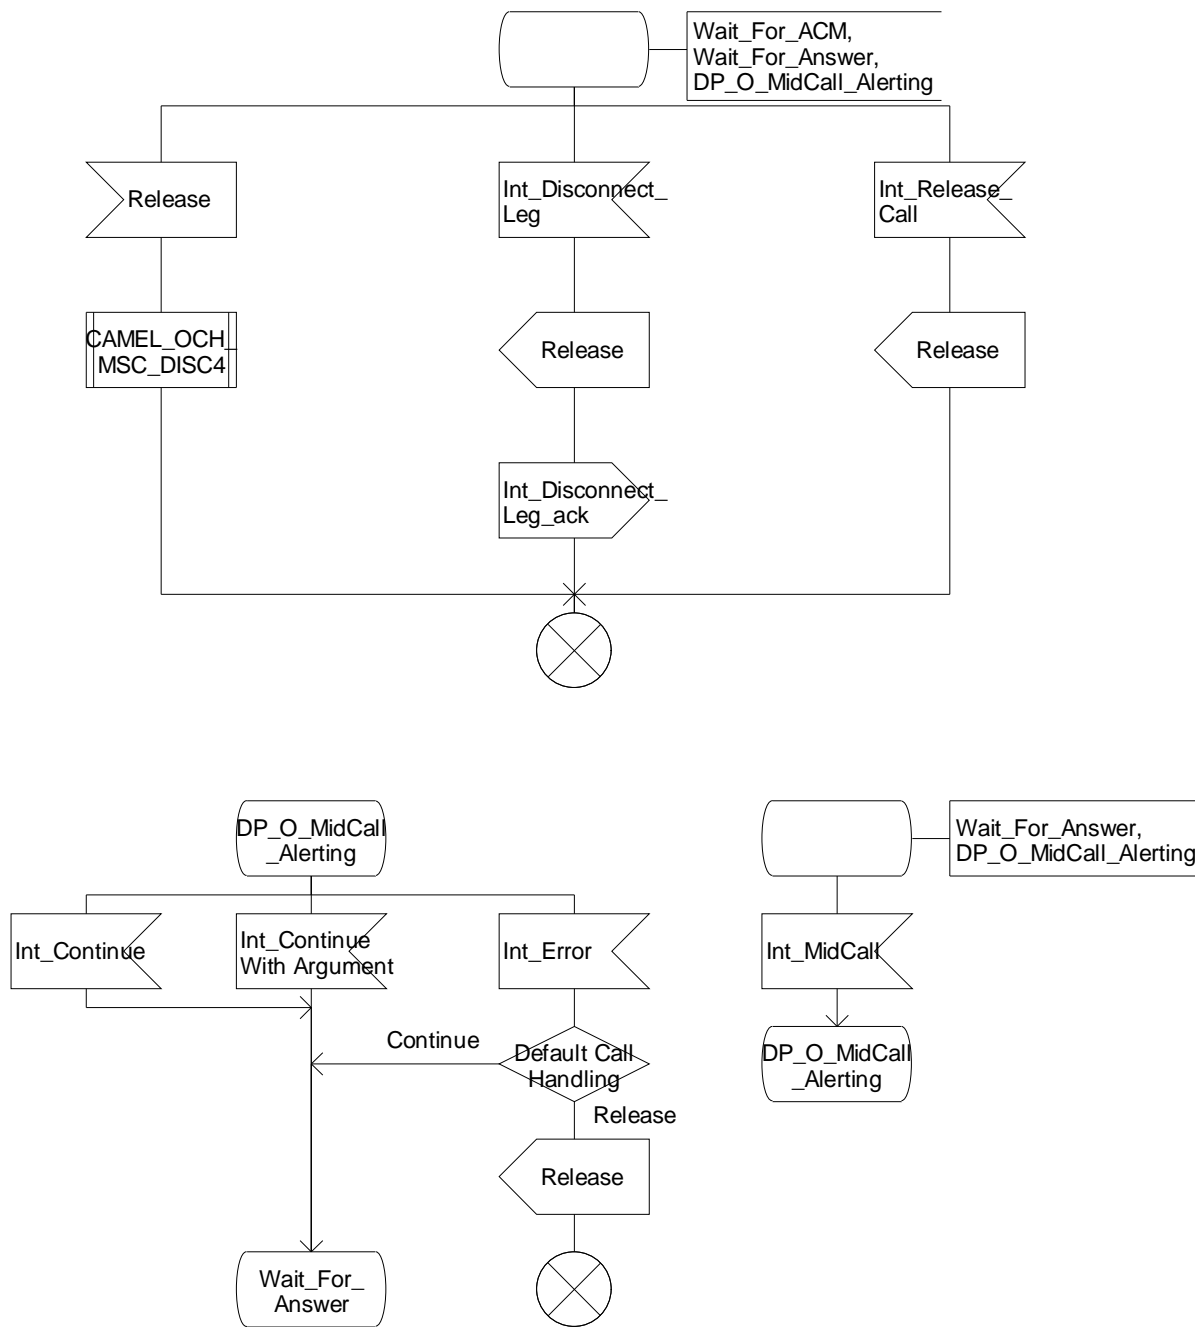 Wait_For_ACM,
Wait_For_Answer,
DP_O_MidCall_Alerting
Release
Int_Disconnect_
Leg
Int_Release_
Call
CAMEL_OCH_
MSC_DISC4
Release
Release
Int_Disconnect_
Leg_ack
DP_O_MidCall
_Alerting
Wait_For_Answer,
DP_O_MidCall_Alerting
Int_Continue
Int_Continue
With Argument
Int_Error
Int_MidCall
Continue
Default Call
Handling
DP_O_MidCall
_Alerting
Release
Release
Wait_For_
Answer